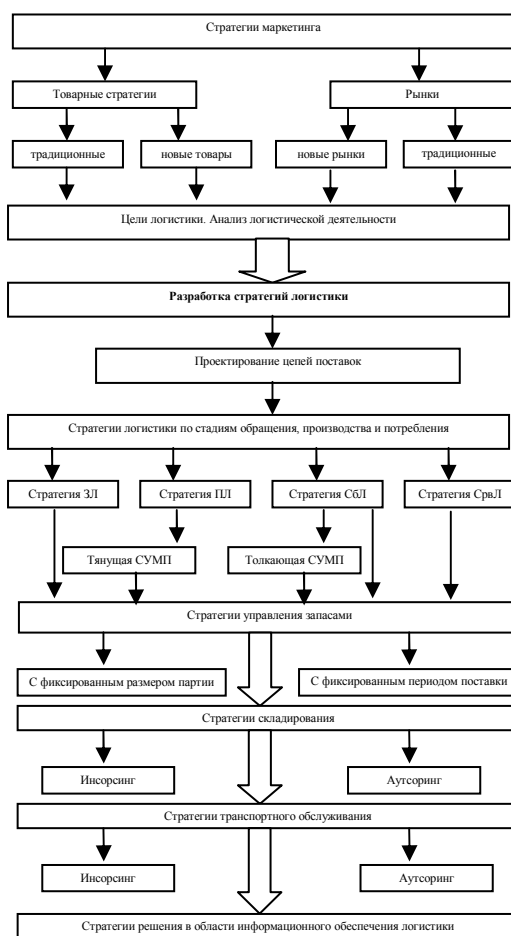 Стратегии маркетинга
Товарные стратегии
Рынки
традиционные
новые товары
новые рынки
традиционные
Цели логистики. Анализ логистической деятельности
Разработка стратегий логистики
Проектирование цепей поставок
Стратегии логистики по стадиям обращения, производства и потребления
Стратегия ЗЛ
Стратегия ПЛ
Стратегия СбЛ
Стратегия СрвЛ
Тянущая СУМП
Толкающая СУМП
Стратегии управления запасами
С фиксированным размером партии
С фиксированным периодом поставки
Стратегии складирования
Инсорсинг
Аутсоринг
Стратегии транспортного обслуживания
Инсорсинг
Аутсоринг
Стратегии решения в области информационного обеспечения логистики